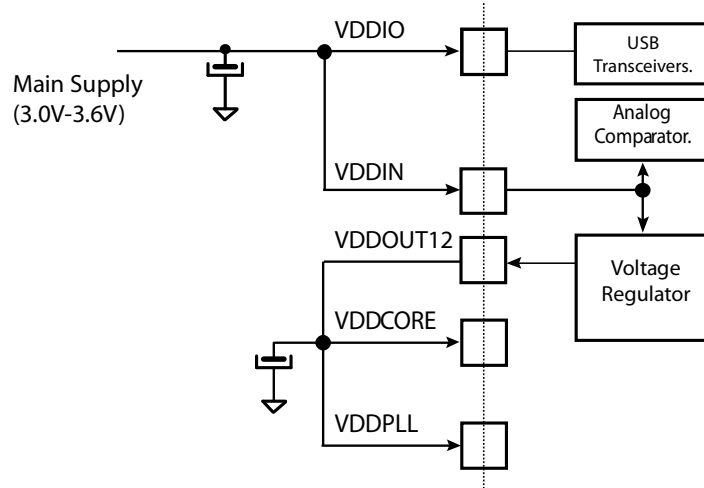 VDDIO
USB
Transceivers.
Main Supply
(3.0V-3.6V)
Analog
Comparator.
VDDIN
VDDOUT12
Voltage
Regulator
VDDCORE
VDDPLL